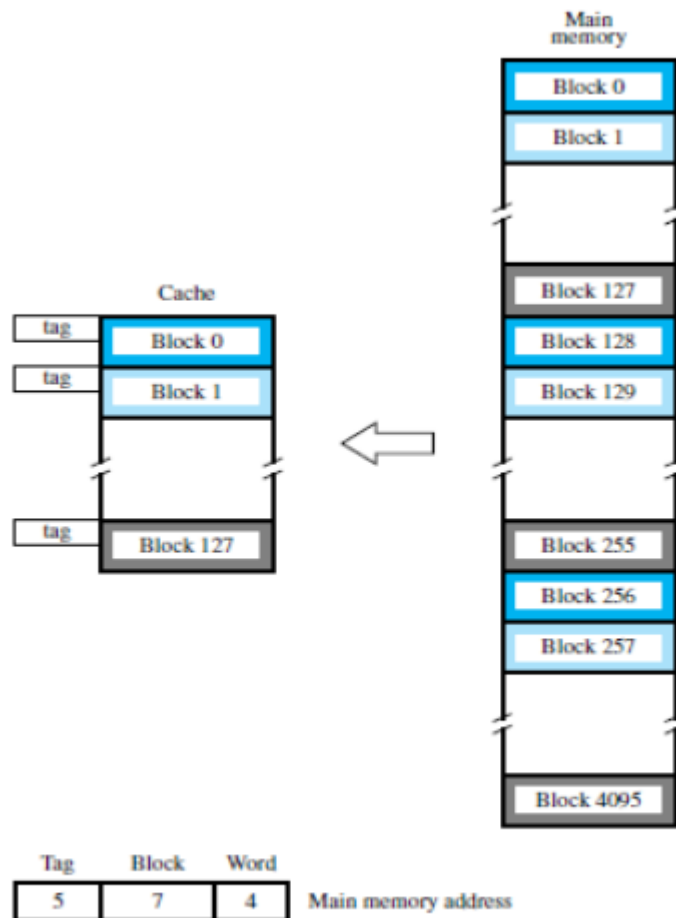 Main
memory
Block 0
Block 1
Block 127
Block 128
Block 129
Block 255
Block 256
Block 257
Block 4095
Cache
tag Block 0
tag Block 1
tag Block 127
Tag Block Word
5 7 4 Main memory address